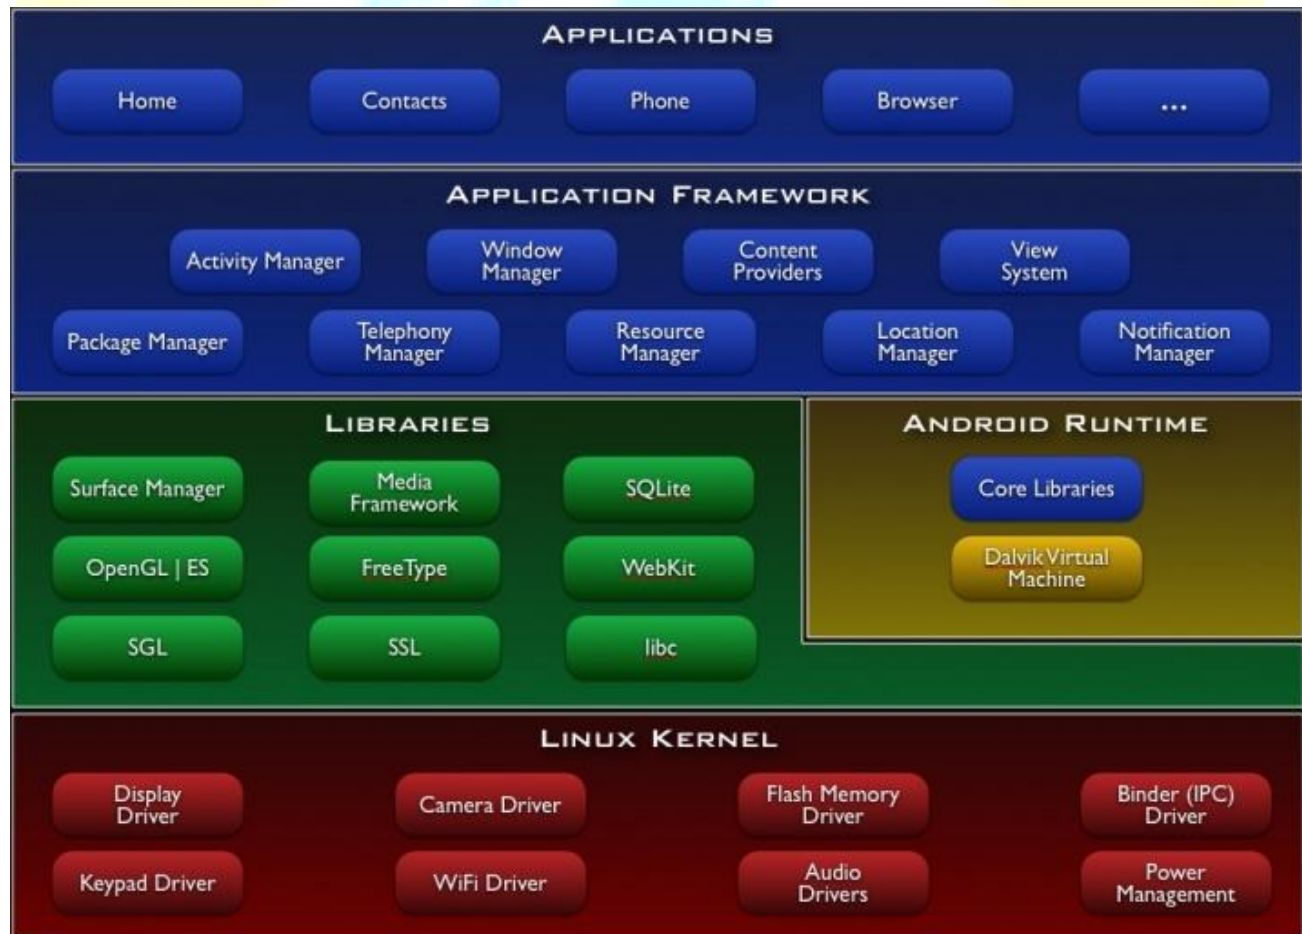 APPLICATIONS
Home
Contacts
Phone
Browser
...
APPLICATION FRAMEWORK
Activity Manager
Window
Manager
Content
Providers
View
System
Package Manager
Telephony
Manager
Resource
Manager
Location
Manager
Notification
Manager
LIBRARIES
Surface Manager
Media
Framework
SQLite
OpenGL | ES
FreeType
WebKit
SGL
SSL
libc
ANDROID RUNTIME
Core Libraries
Dalvik Virtual
Machine
LINUX KERNEL
Display
Driver
Camera Driver
Flash Memory
Driver
Binder (IPC)
Driver
Keypad Driver
WiFi Driver
Audio
Drivers
Power
Management